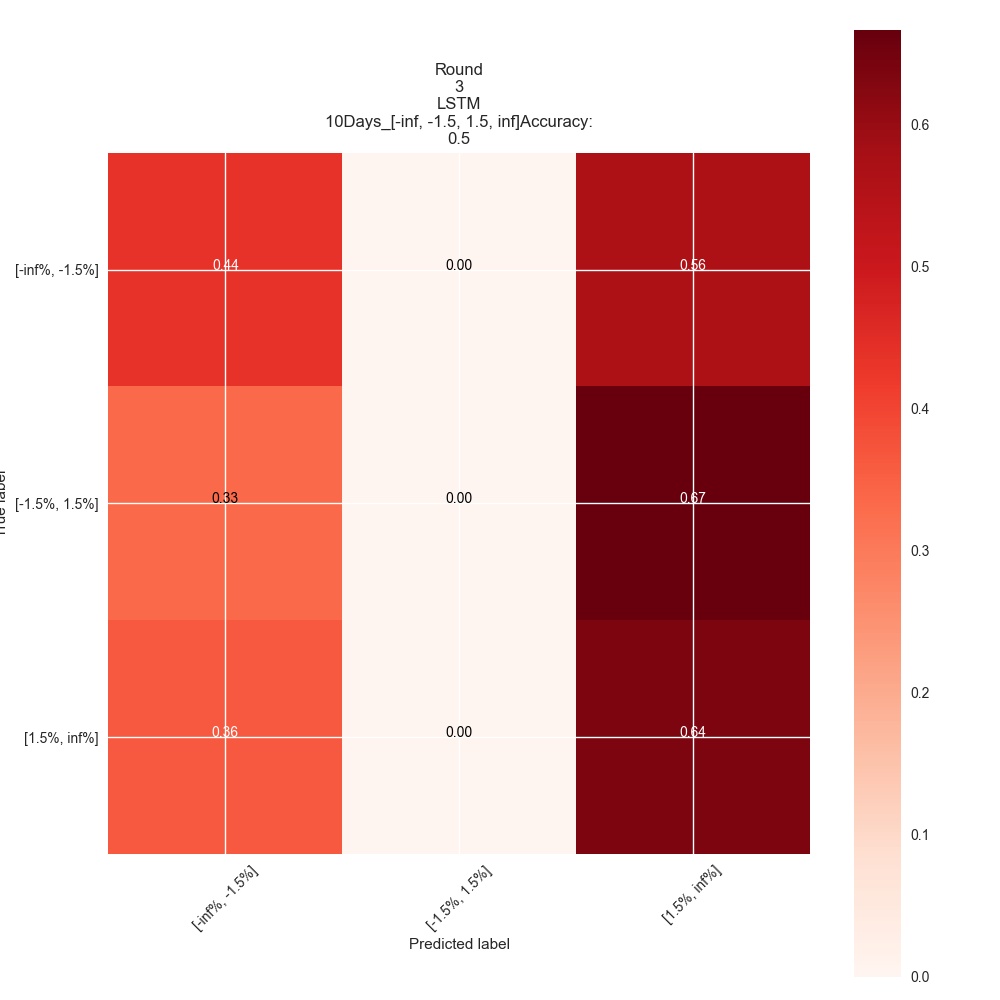 Round
3
LSTM
10Days_[-inf, -1.5, 1.5, inf]Accuracy:
0.5
[-inf%, -1.5%]
0.44
0.00
0.56
[-1.5%, 1.5%]
0.33
0.00
0.67
[1.5%, inf%]
0.36
0.00
0.64
[-inf%, -1.5%]
[-1.5%, 1.5%]
[1.5%, inf%]
Predicted label
0.6
0.5
0.4
0.3
0.2
0.1
0.0